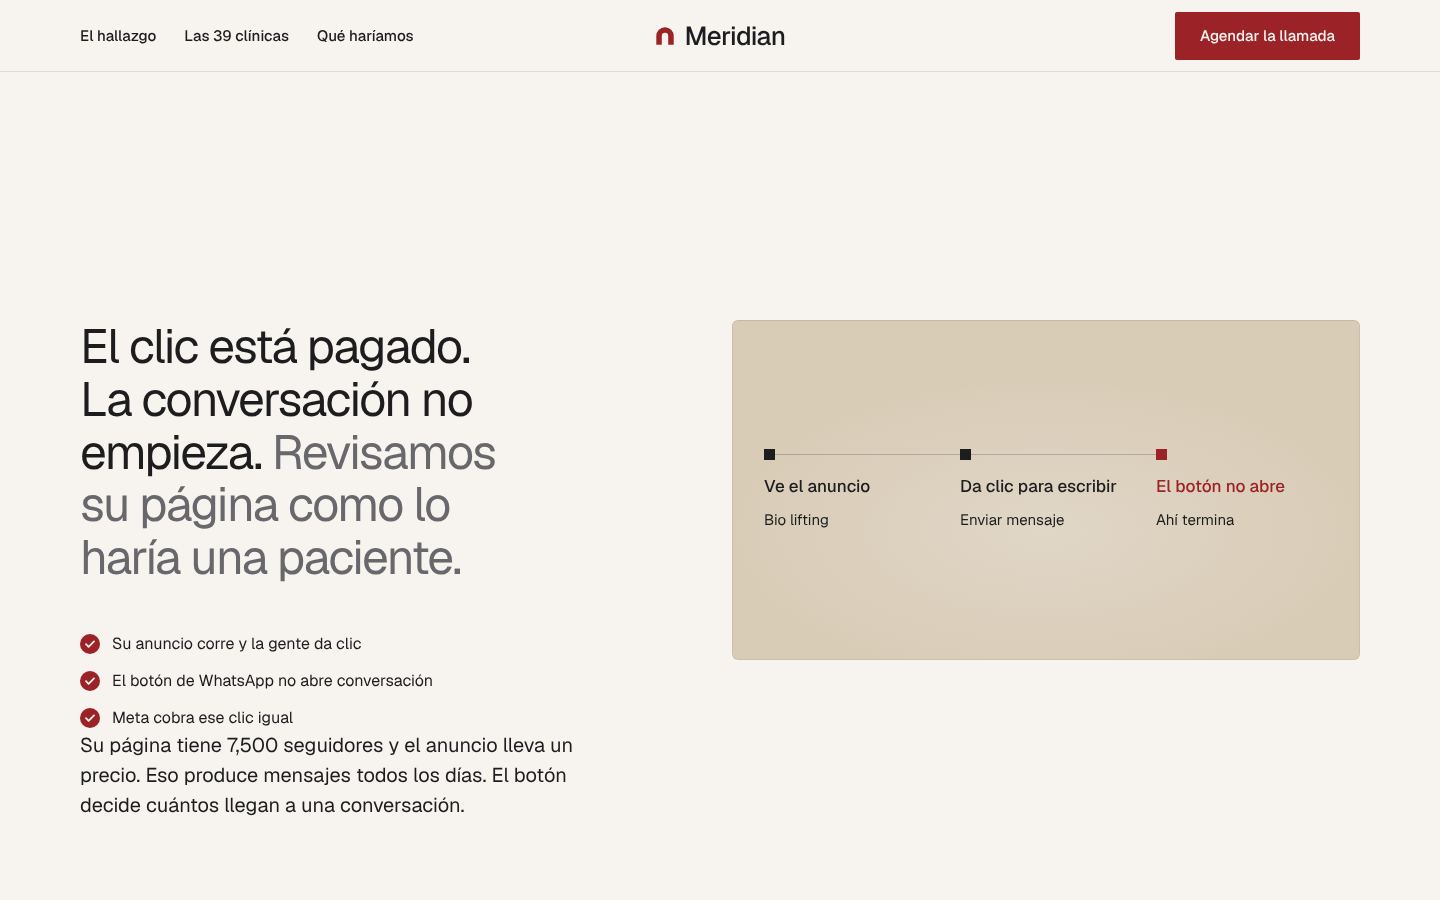 El hallazgo
Las 39 clínicas
Qué haríamos
Meridian
Agendar la llamada
El clic está pagado.
La conversación no
empieza. Revisamos
su página como lo
haría una paciente.
Su anuncio corre y la gente da clic
El botón de WhatsApp no abre conversación
Meta cobra ese clic igual
Su página tiene 7,500 seguidores y el anuncio lleva un
precio. Eso produce mensajes todos los días. El botón
decide cuántos llegan a una conversación.
Ve el anuncio
Bio lifting
Da clic para escribir
Enviar mensaje
El botón no abre
Ahí termina